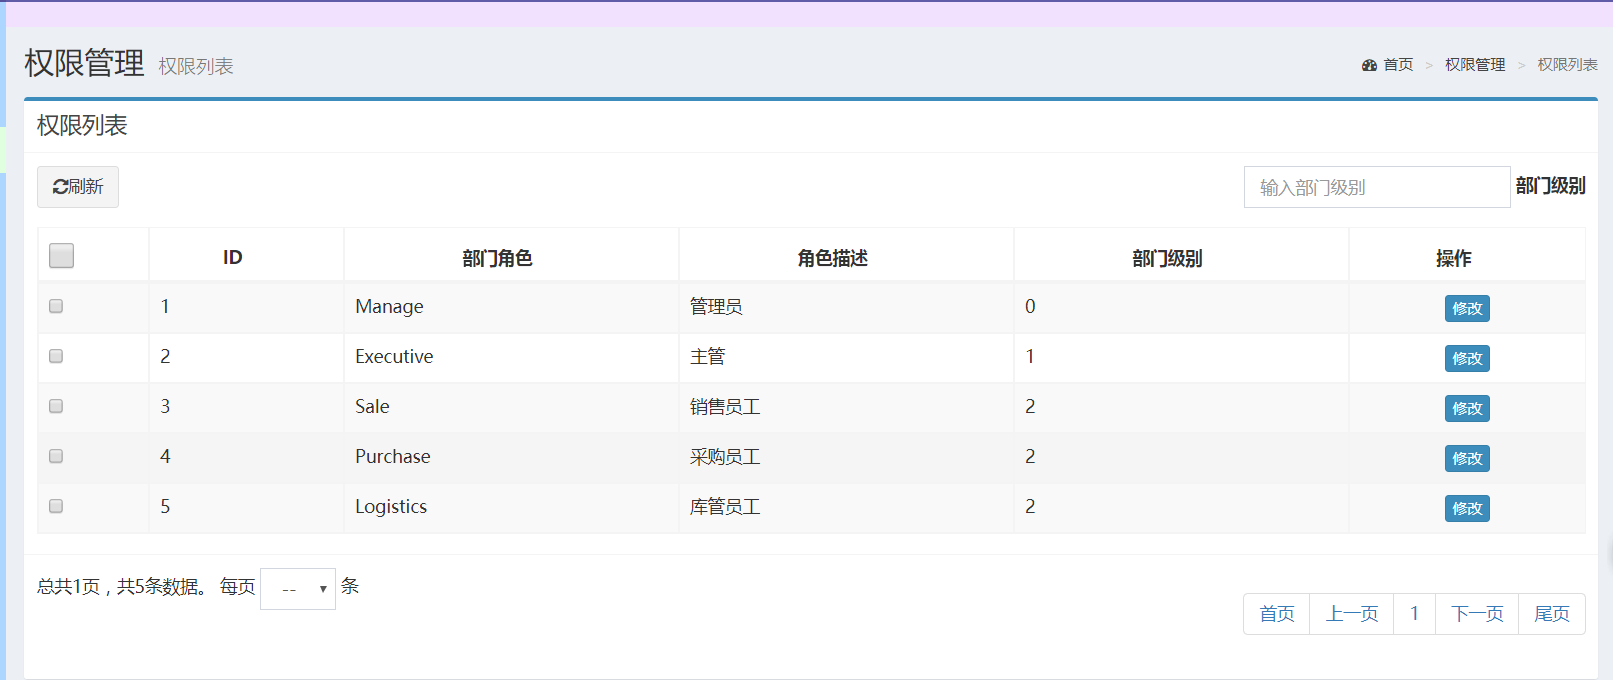 权限管理 权限列表
首页 > 权限管理 > 权限列表
权限列表
刷新
输入部门级别 部门级别
ID 部门角色 角色描述 部门级别 操作
1 Manage 管理员 0 修改
2 Executive 主管 1 修改
3 Sale 销售员工 2 修改
4 Purchase 采购员工 2 修改
5 Logistics 库管员工 2 修改
总共1页，共5条数据。 每页 -- 条
首页 上一页 1 下一页 尾页